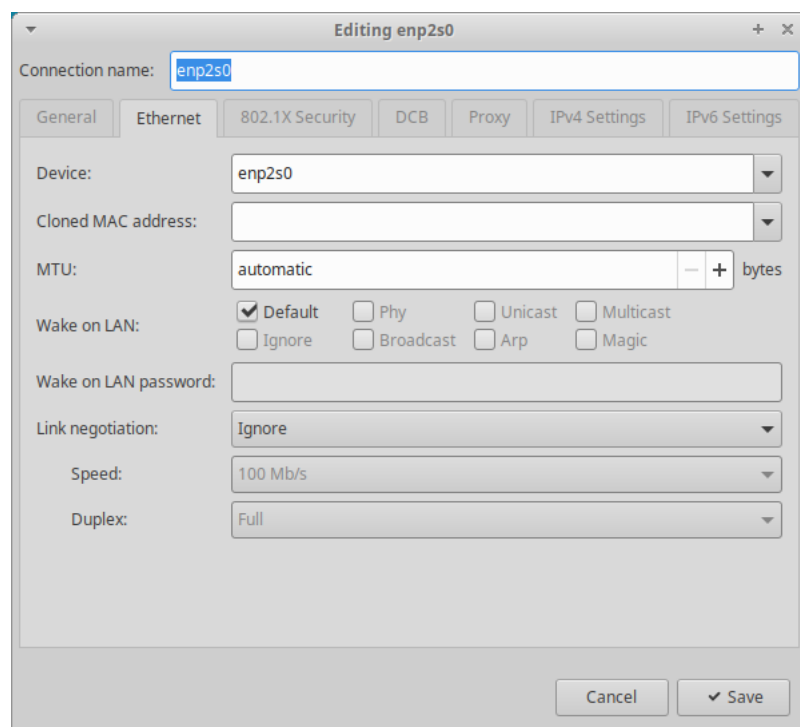 Editing enp2s0
Connection name: enp2s0
General Ethernet 802.1X Security DCB Proxy IPv4 Settings IPv6 Settings
Device: enp2s0
Cloned MAC address:
MTU: automatic bytes
Wake on LAN: Default Phy Unicast Multicast
Ignore Broadcast Arp Magic
Wake on LAN password:
Link negotiation: Ignore
Speed: 100 Mb/s
Duplex: Full
Cancel Save